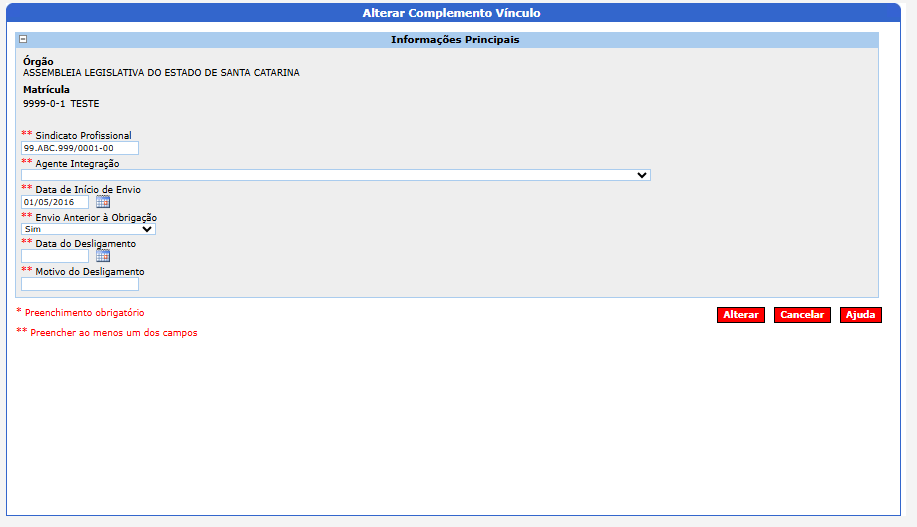 Alterar Complemento Vínculo
Informações Principais
Órgão
ASSEMBLEIA LEGISLATIVA DO ESTADO DE SANTA CATARINA
Matrícula
9999-0-1 TESTE
** Sindicato Profissional
99.ABC.999/0001-00
** Agente Integração
** Data de Início de Envio
01/05/2016
** Envio Anterior à Obrigação
Sim
** Data do Desligamento
** Motivo do Desligamento
* Preenchimento obrigatório
Alterar Cancelar Ajuda
** Preencher ao menos um dos campos